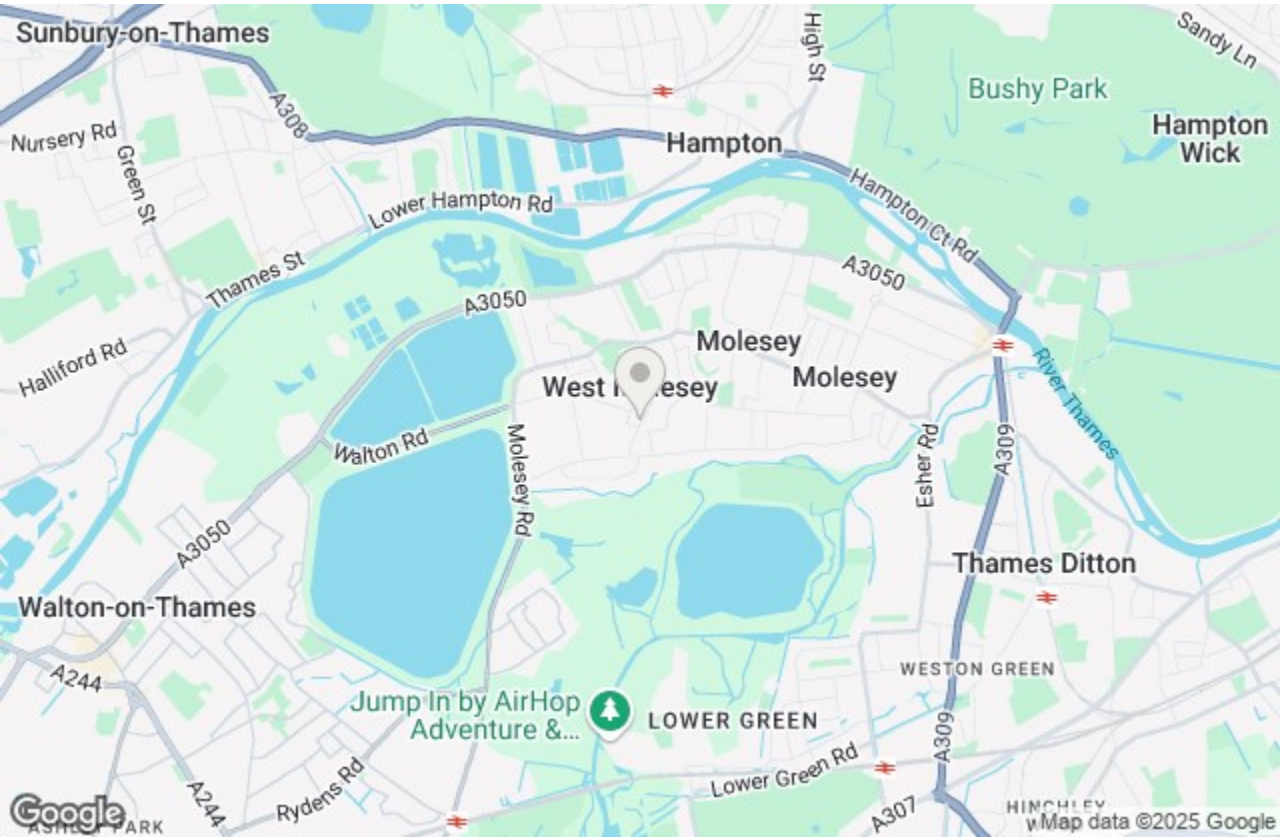 Sunbury-on-Thames
High St
Sandy Ln
Bushy Park
A308
Nursery Rd
Hampton
Wick
Hampton
Green St
Lower Hampton Rd
Hampton Ct Rd
Thames St
A3050
A3050
Halliford Rd
Molesey
Molesey
River Thames
Walton Rd
Molesey Rd
Esher Rd
A309
A3050
Thames Ditton
Walton-on-Thames
A244
WESTON GREEN
Jump In by AirHop
Adventure &...
LOWER GREEN
A309
Lower Green Rd
Rydens Rd
A244
A307
HINCHLEY
Google
PARK
Map data ©2025 Google